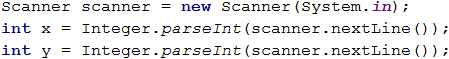 Scanner scanner = new Scanner(System.in);
int x = Integer.parseInt(scanner.nextLine());
int y = Integer.parseInt(scanner.nextLine());